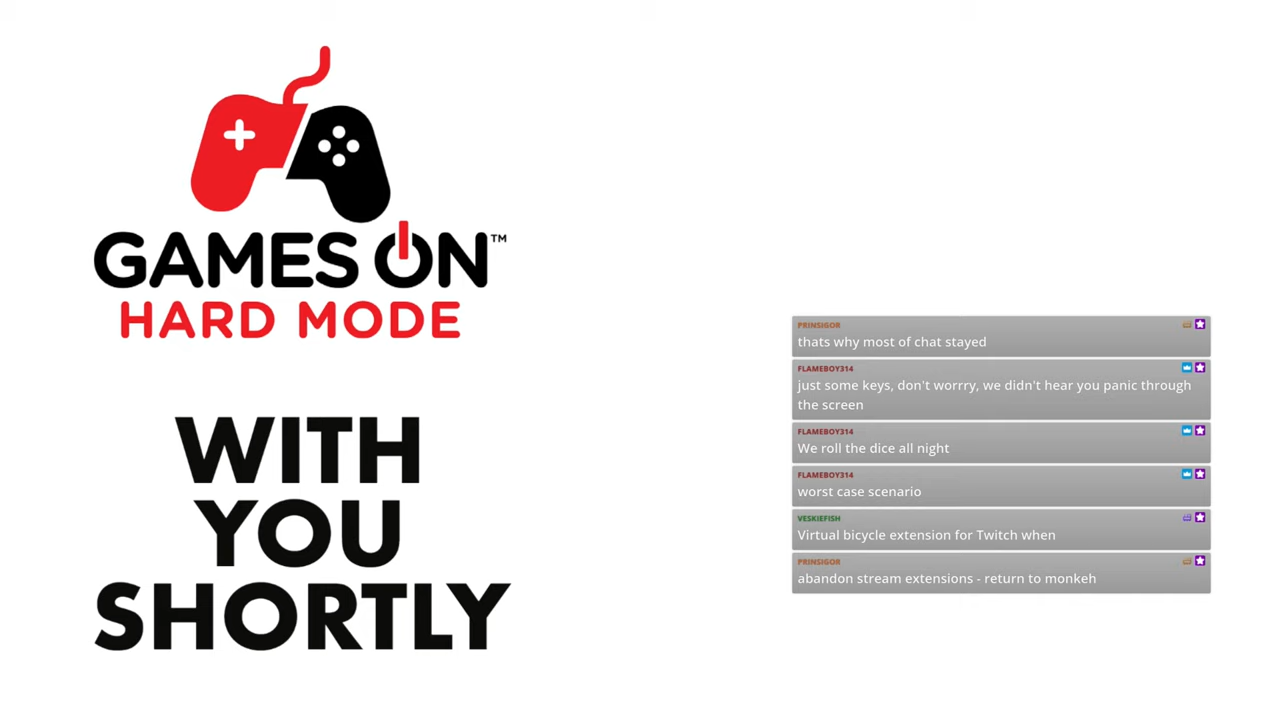 GAMES ON™
HARD MODE
WITH
YOU
SHORTLY
PRINSIGOR
thats why most of chat stayed
FLAMEBOY314
just some keys, don't worrry, we didn't hear you panic through
the screen
FLAMEBOY314
We roll the dice all night
FLAMEBOY314
worst case scenario
VESKIEFISH
Virtual bicycle extension for Twitch when
PRINSIGOR
abandon stream extensions - return to monkeh